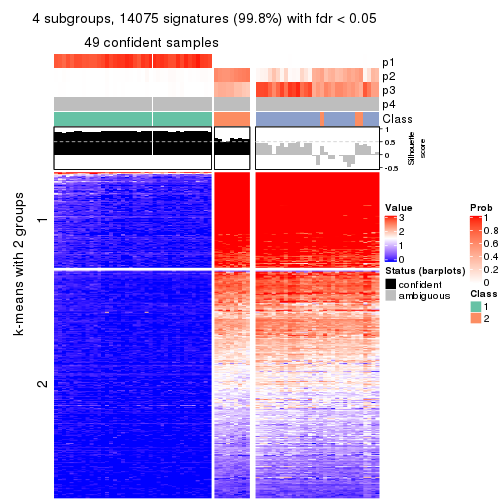 4 subgroups, 14075 signatures (99.8%) with fdr < 0.05
49 confident samples
p1
p2
p3
p4
Class
1
0.5
0
-0.5
Silhouette
score
k-means with 2 groups
1
2
Value
3
2
1
0
Status (barplots)
confident
ambiguous
Prob
1
0.8
0.6
0.4
0.2
0
Class
1
2